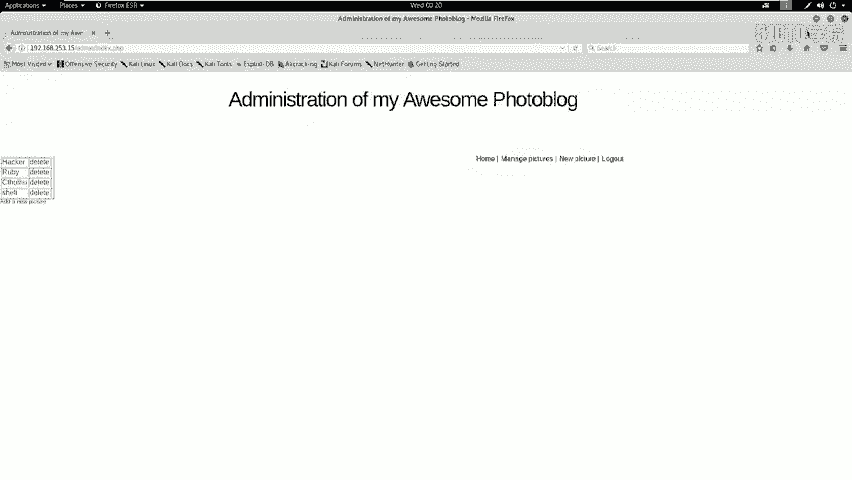 Applications Places Firefox ESR Wed 00:20
Administration of my Awesome Photoblog - Mozilla Firefox
Administration of my Awe
192.168.253.15/admin/index.php Search
Most Visited Offensive Security Kali Linux Kali Docs Kali Tools Exploit-DB Aircrack-ng Kali Forums NetHunter Getting Started
Administration of my Awesome Photoblog
Home | Manage pictures | New picture | Logout
Hacker delete
Ruby delete
Cthulhu delete
shell delete
Add a new picture